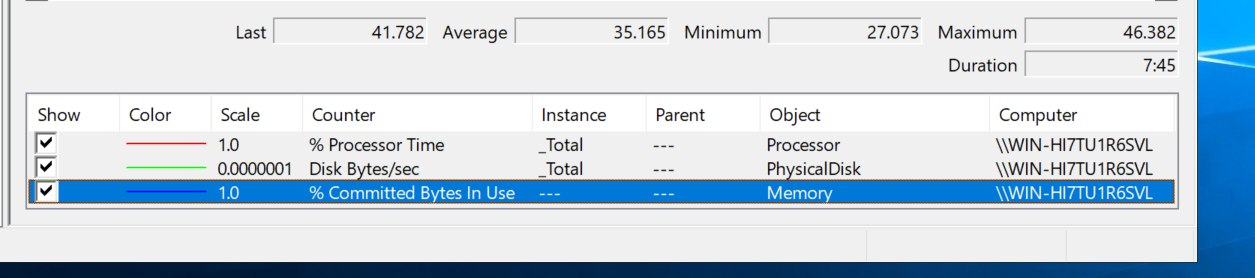 Last 41.782 Average 35.165 Minimum 27.073 Maximum 46.382
Duration 7:45
Show Color Scale Counter Instance Parent Object Computer
1.0 % Processor Time _Total --- Processor \\WIN-HI7TU1R6SVL
0.0000001 Disk Bytes/sec _Total --- PhysicalDisk \\WIN-HI7TU1R6SVL
1.0 % Committed Bytes In Use --- --- Memory \\WIN-HI7TU1R6SVL